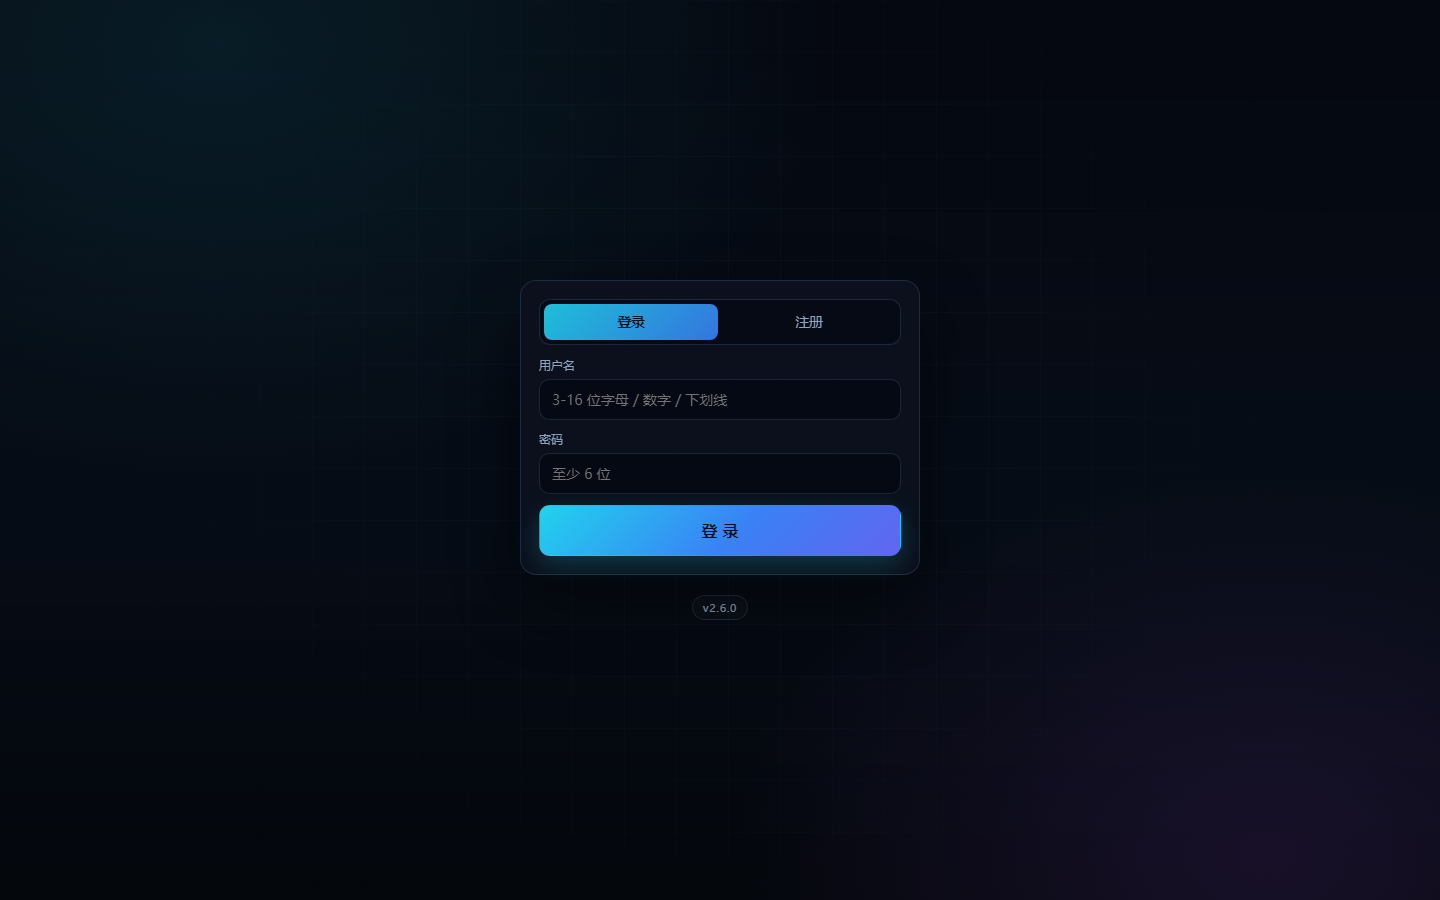 登录
注册
用户名
3-16 位字母 / 数字 / 下划线
密码
至少 6 位
登 录
v2.6.0